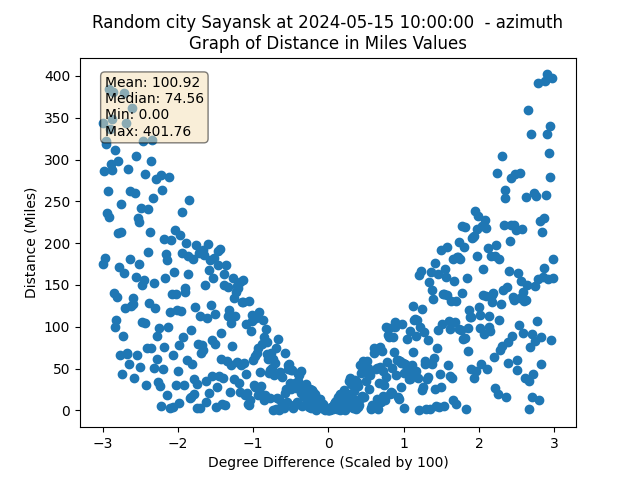 Random city Sayansk at 2024-05-15 10:00:00  - azimuth
Graph of Distance in Miles Values
Mean: 100.92
Median: 74.56
Min: 0.00
Max: 401.76
Distance (Miles)
400
350
300
250
200
150
100
50
0
−3
−2
−1
0
1
2
3
Degree Difference (Scaled by 100)